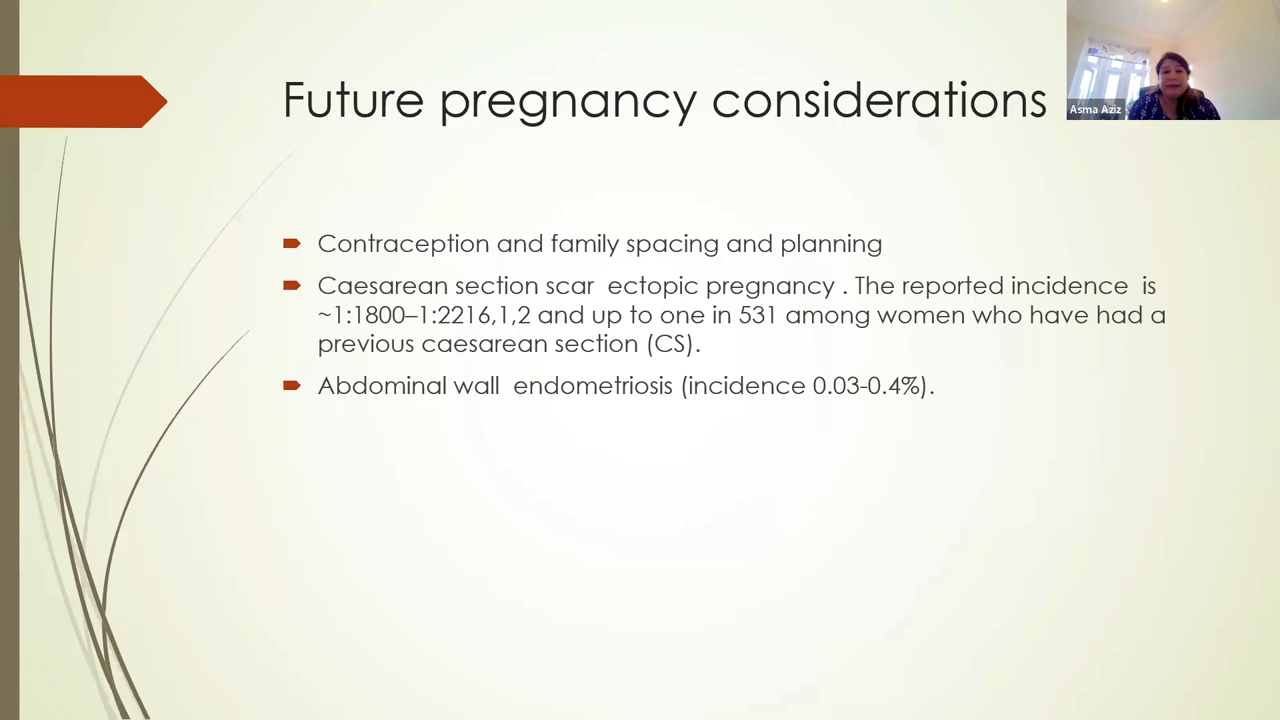 Future pregnancy considerations
Asma Aziz
Contraception and family spacing and planning
Caesarean section scar  ectopic pregnancy . The reported incidence  is
~1:1800–1:2216,1,2 and up to one in 531 among women who have had a
previous caesarean section (CS).
Abdominal wall  endometriosis (incidence 0.03-0.4%).